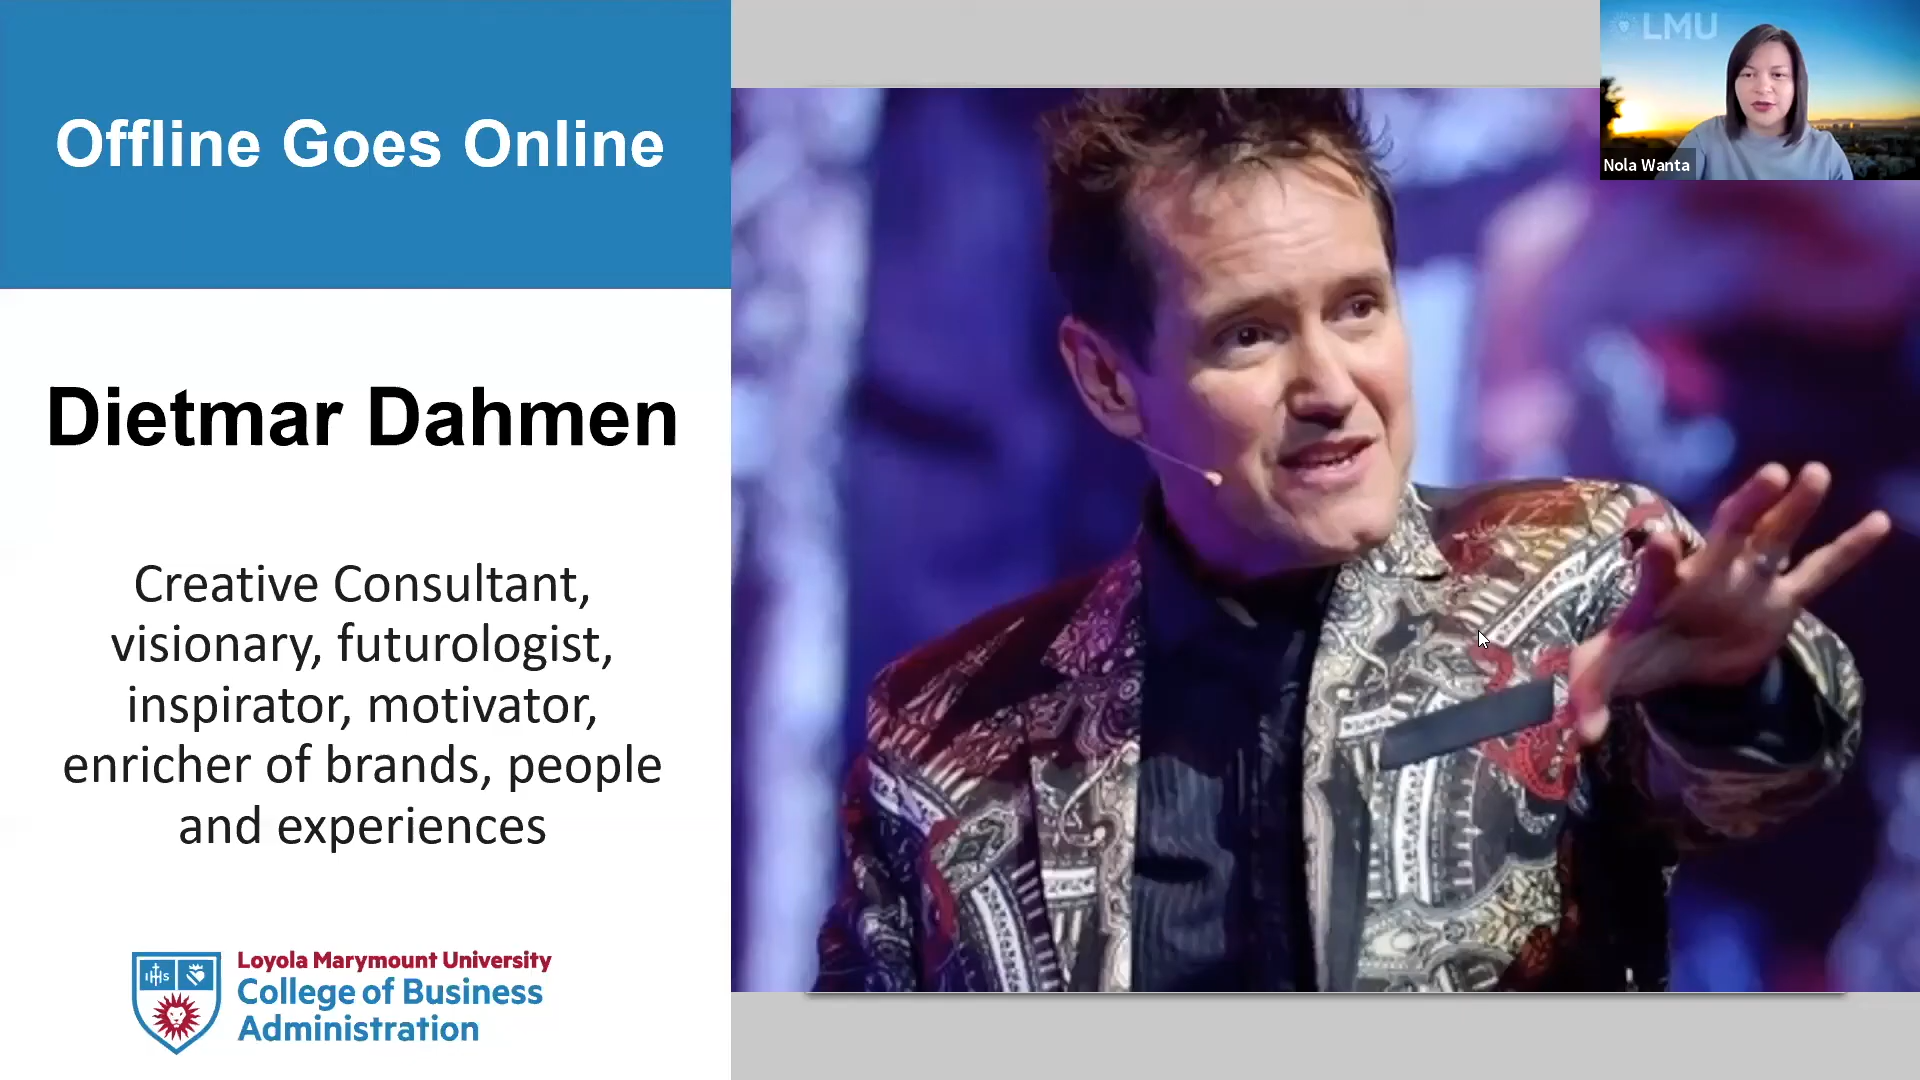 Offline Goes Online
Dietmar Dahmen
Creative Consultant,
visionary, futurologist,
inspirator, motivator,
enricher of brands, people
and experiences
IHS
Loyola Marymount University
College of Business
Administration
LMU
Nola Wanta